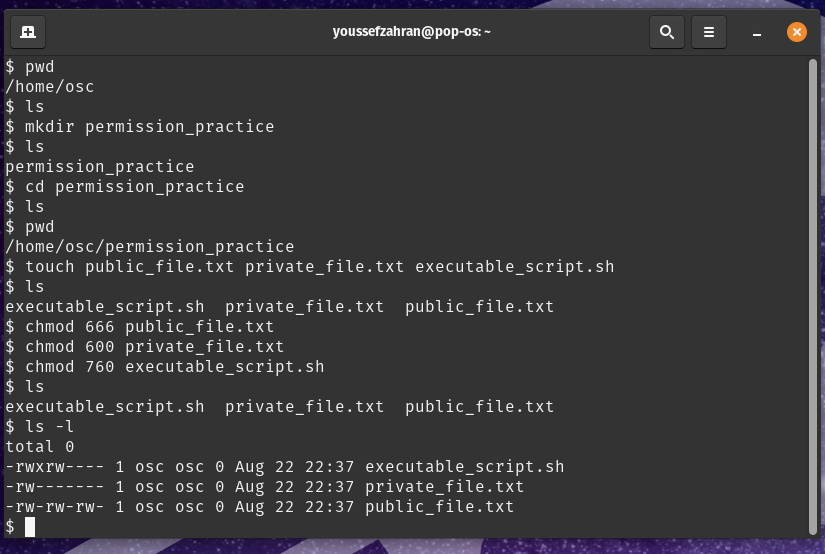 youssefzahran@pop-os: ~
$ pwd
/home/osc
$ ls
$ mkdir permission_practice
$ ls
permission_practice
$ cd permission_practice
$ ls
$ pwd
/home/osc/permission_practice
$ touch public_file.txt private_file.txt executable_script.sh
$ ls
executable_script.sh  private_file.txt  public_file.txt
$ chmod 666 public_file.txt
$ chmod 600 private_file.txt
$ chmod 760 executable_script.sh
$ ls
executable_script.sh  private_file.txt  public_file.txt
$ ls -l
total 0
-rwxrw---- 1 osc osc 0 Aug 22 22:37 executable_script.sh
-rw------- 1 osc osc 0 Aug 22 22:37 private_file.txt
-rw-rw-rw- 1 osc osc 0 Aug 22 22:37 public_file.txt
$